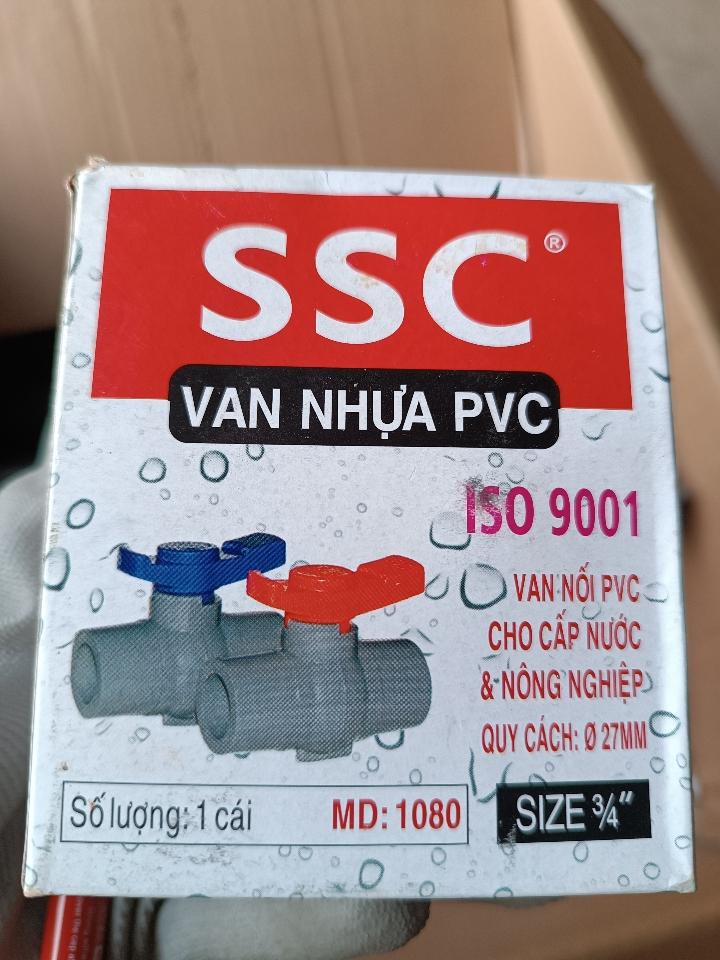 SSC®
VAN NHỰA PVC
ISO 9001
VAN NỐI PVC
CHO CẤP NƯỚC
& NÔNG NGHIỆP
QUY CÁCH: Ø 27MM
Số lượng: 1 cái
MD: 1080
SIZE ¾"